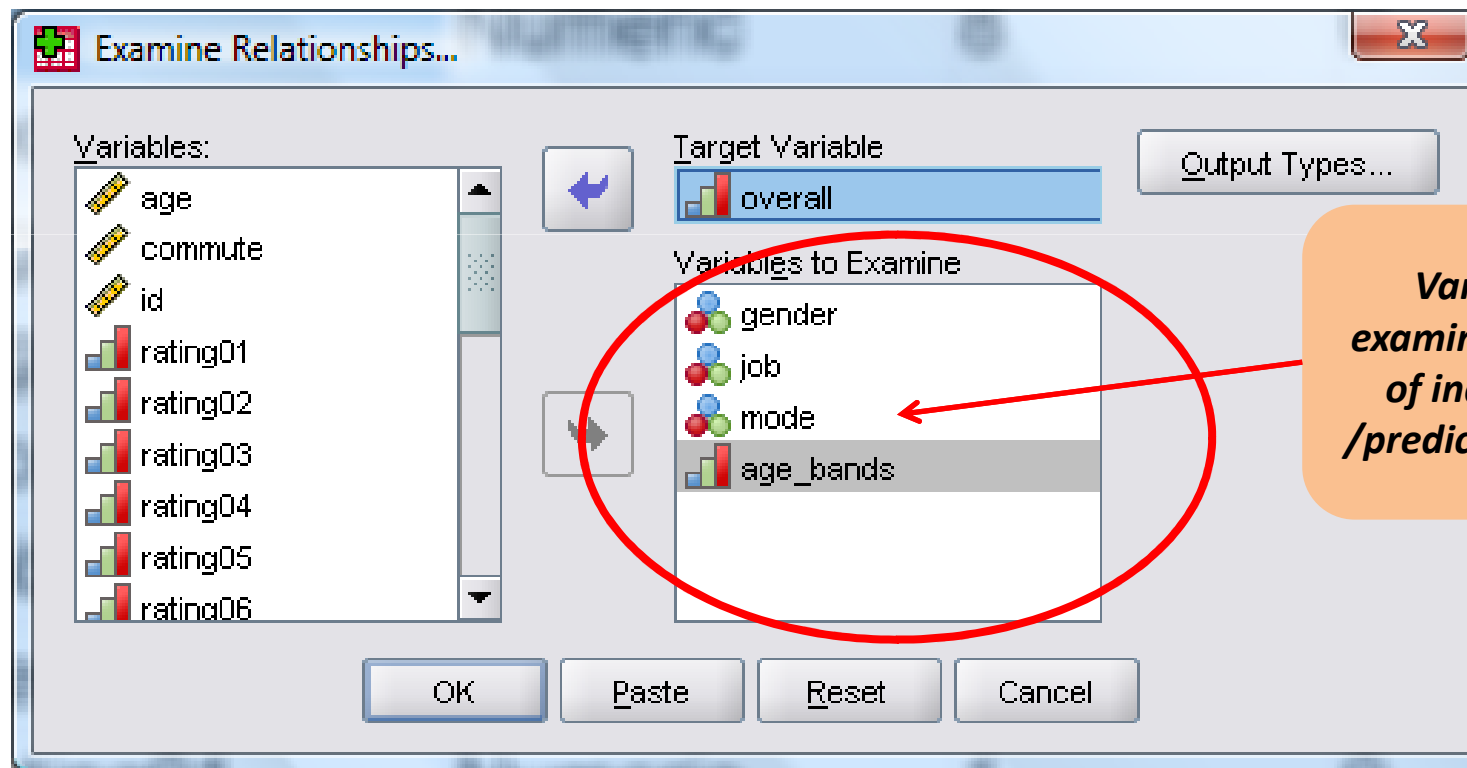 Examine Relationships...
Variables:
age
commute
id
rating01
rating02
rating03
rating04
rating05
rating06
Target Variable
overall
Variables to Examine
gender
job
mode
age_bands
Output Types...
of
OK
Paste
Reset
Cancel